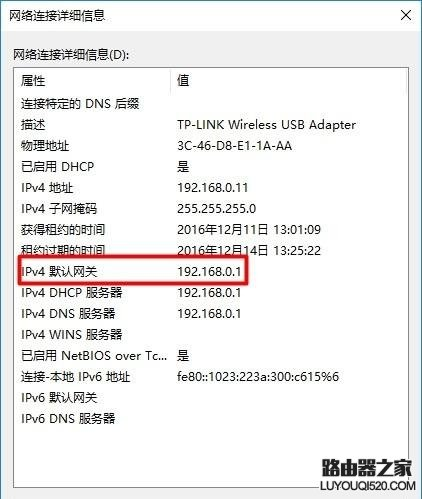 网络连接详细信息
网络连接详细信息(D):
属性 值
连接特定的 DNS 后缀
描述 TP-LINK Wireless USB Adapter
物理地址 3C-46-D8-E1-1A-AA
已启用 DHCP 是
IPv4 地址 192.168.0.11
IPv4 子网掩码 255.255.255.0
获得租约的时间 2016年12月11日 13:01:09
租约过期的时间 2016年12月14日 13:25:22
IPv4 默认网关 192.168.0.1
IPv4 DHCP 服务器 192.168.0.1
IPv4 DNS 服务器 192.168.0.1
IPv4 WINS 服务器
已启用 NetBIOS over Tc... 是
连接-本地 IPv6 地址 fe80::1023:223a:300:c615%6
IPv6 默认网关
IPv6 DNS 服务器
路由器之家
LUYOUQI520.COM